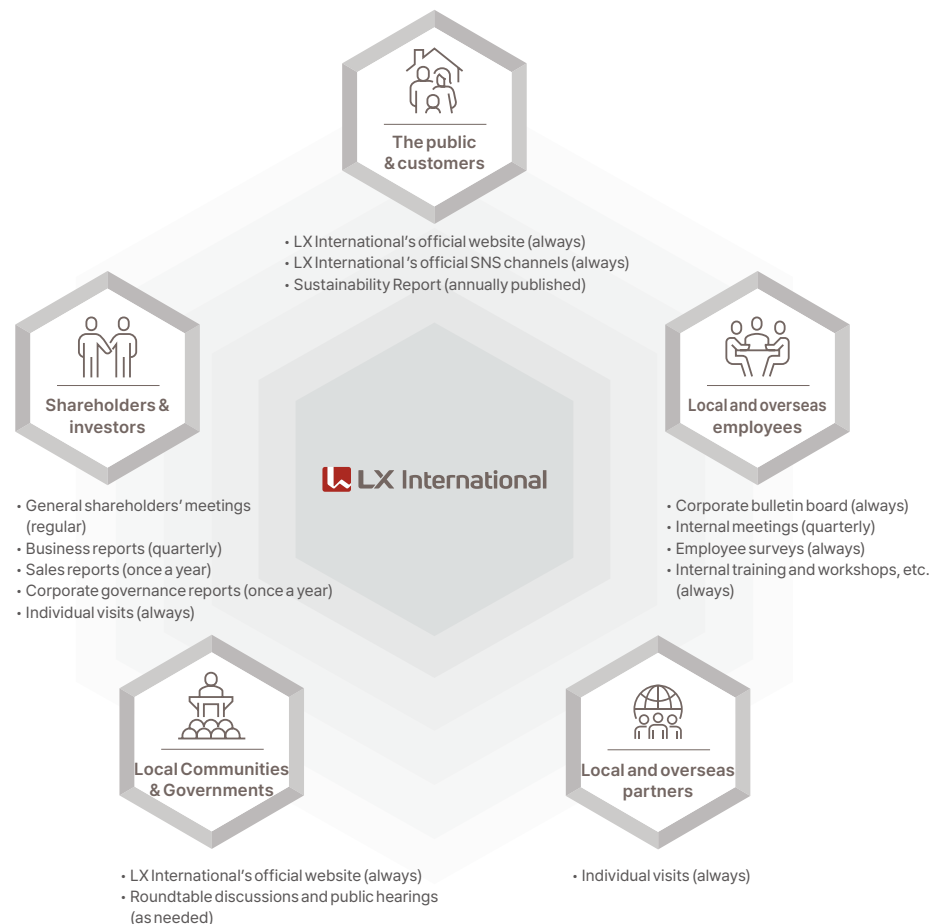 The public
& customers
• LX International's official website (always)
• LX International's official SNS channels (always)
• Sustainability Report (annually published)
Shareholders &
investors
• General shareholders' meetings
(regular)
• Business reports (quarterly)
• Sales reports (once a year)
• Corporate governance reports (once a year)
• Individual visits (always)
LX International
Local and overseas
employees
• Corporate bulletin board (always)
• Internal meetings (quarterly)
• Employee surveys (always)
• Internal training and workshops, etc.
(always)
Local Communities
& Governments
• LX International's official website (always)
• Roundtable discussions and public hearings
(as needed)
Local and overseas
partners
• Individual visits (always)